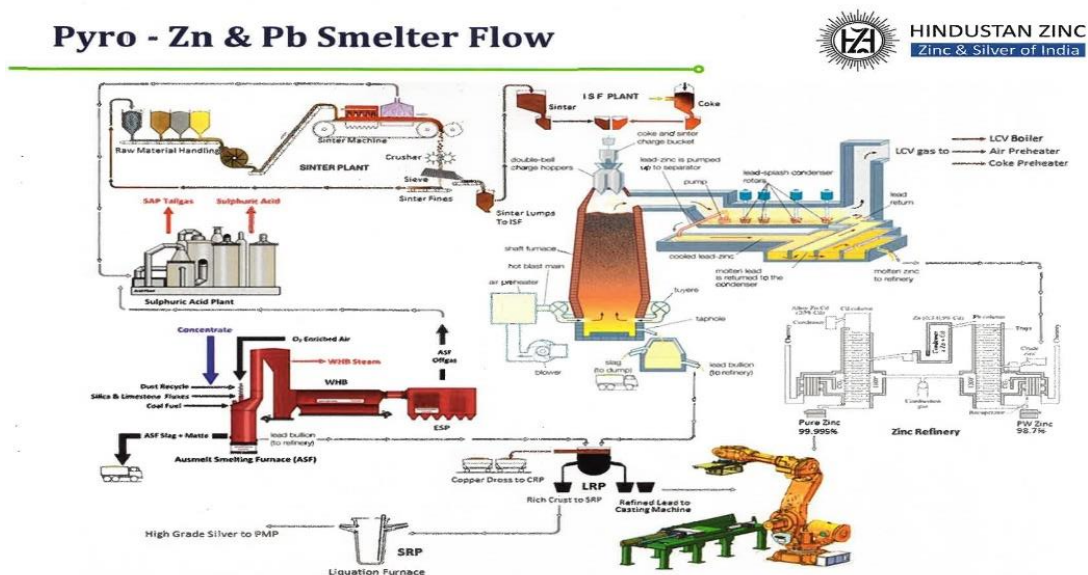 Pyro - Zn & Pb Smelter Flow
HINDUSTAN ZINC
Zinc & Silver of India
Raw Material Handling
Sinter Machine
SINTER PLANT
Crusher
Sieve
Sinter Fines
Sinter Lumps
To ISF
I S F PLANT
Sinter
Coke
coke and sinter
charge bucket
double-bell
charge hoppers
lead-zinc is pumped
up to separator
pump
lead-splash condenser
rotors
LCV gas to
LCV Boiler
Air Preheater
Coke Preheater
lead
return
cooled lead-zinc
molten lead
is returned to the
condenser
molten zinc
to refinery
shaft furnace
hot blast main
air preheater
tuyere
taphole
blower
slag
(to dump)
lead bullion
(to refinery)
SAP Tailgas
Sulphuric Acid
Sulphuric Acid Plant
Concentrate
O₂ Enriched Air
WHB Steam
ASF
Offgas
Dust Recycle
Silica & Limestone Fluxes
Coal Fuel
WHB
ESP
ASF Slag + Matte
lead bullion
(to refinery)
Ausmelt Smelting Furnace (ASF)
Copper Dross to CRP
LRP
Rich Crust to SRP
Refined Lead to
Casting Machine
High Grade Silver to PMP
SRP
Liquation Furnace
Cd column
Pb column
Condenser
Pure Zinc
99.995%
Zinc Refinery
PW Zinc
98.7%